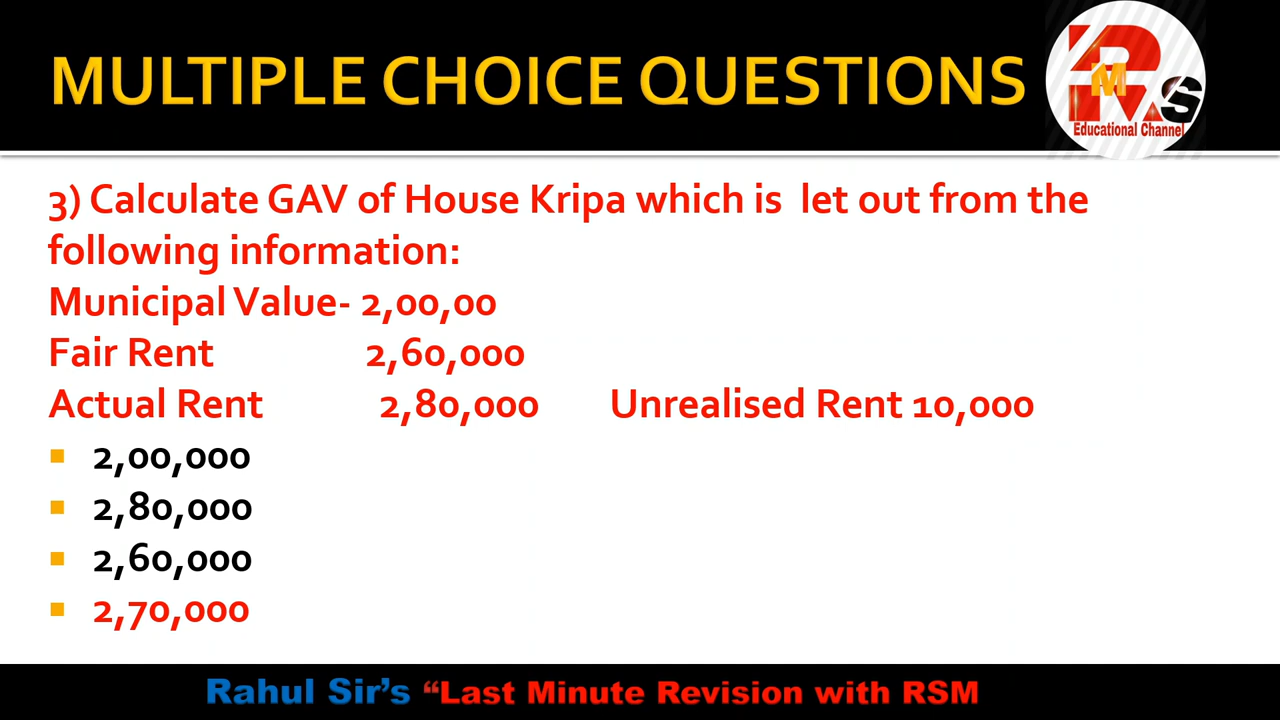 MULTIPLE CHOICE QUESTIONS
RMS
Educational Channel
3) Calculate GAV of House Kripa which is let out from the
following information:
Municipal Value- 2,00,00
Fair Rent 2,60,000
Actual Rent 2,80,000 Unrealised Rent 10,000
2,00,000
2,80,000
2,60,000
2,70,000
Rahul Sir's “Last Minute Revision with RSM